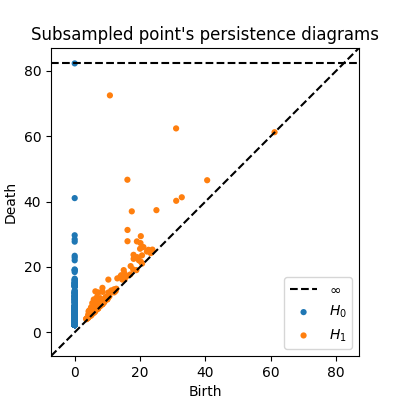 Subsampled point's persistence diagrams
80
60
40
20
0
Death
0 20 40 60 80
Birth
∞
H₀
H₁